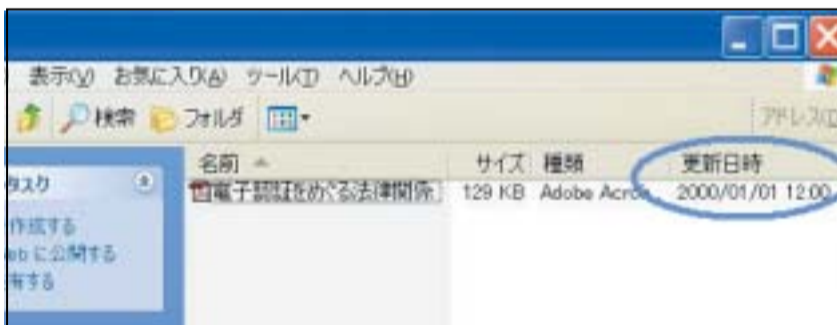 表示(V) お気に入り(A) ツール(T) ヘルプ(H)
検索 フォルダ アドレス(D)
名前 サイズ 種類 更新日時
タスク
電子認証をめぐる法律関係 129 KB Adobe Acro... 2000/01/01 12:00
作成する
ebに公開する
有する